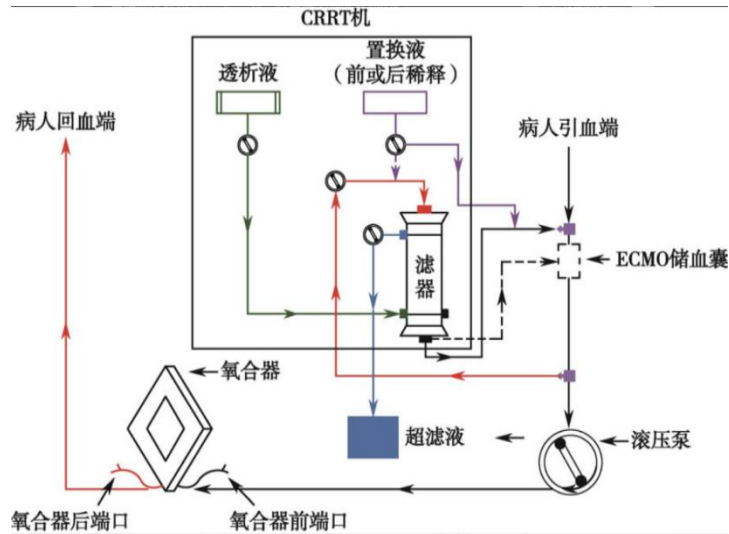 CRRT机
透析液
置换液
（前或后稀释）
病人回血端
病人引血端
滤器
ECMO储血囊
氧合器
超滤液
滚压泵
氧合器后端口
氧合器前端口